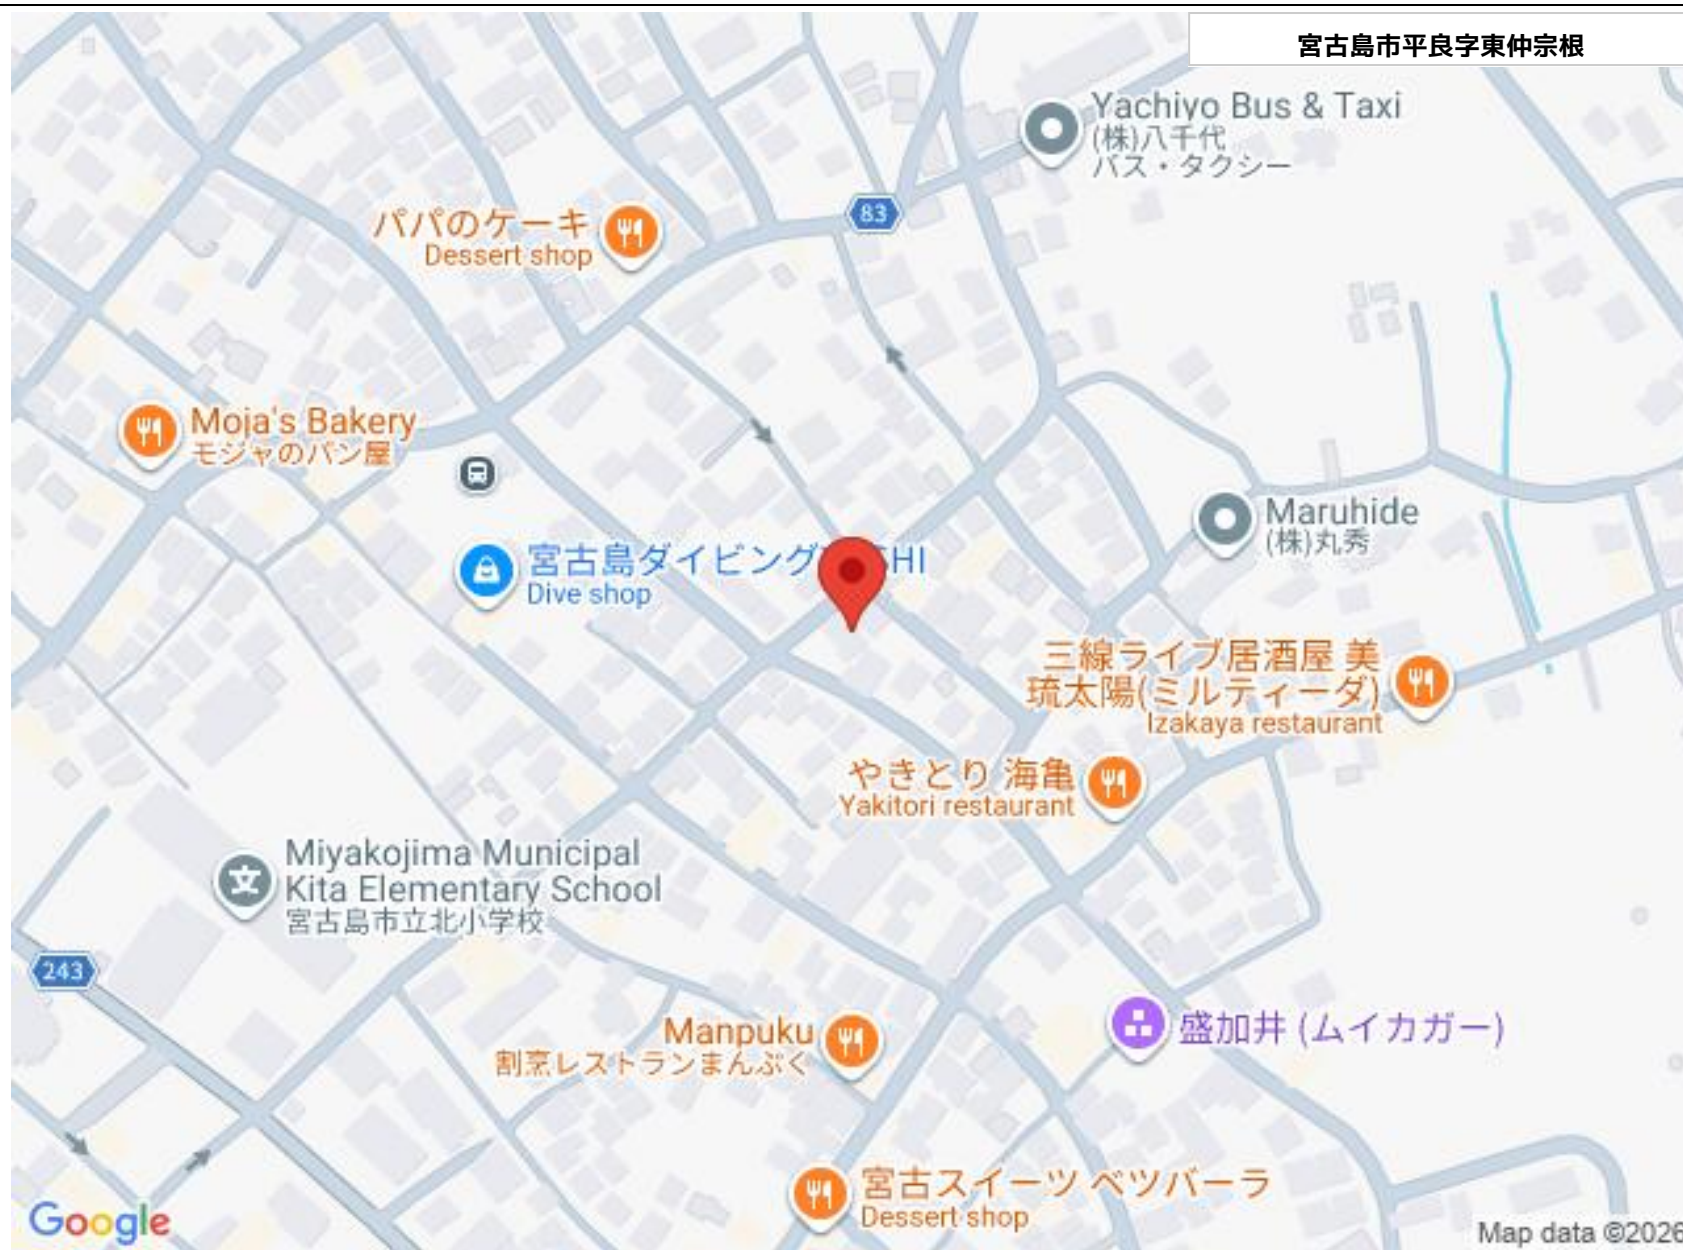 宮古島市平良字東仲宗根
Yachiyo Bus & Taxi
(株)八千代
バス・タクシー
83
パパのケーキ
Dessert shop
Moja's Bakery
モジャのパン屋
宮古島ダイビング
SHI
Dive shop
Maruhide
(株)丸秀
三線ライブ居酒屋 美
琉太陽(ミルティーダ)
Izakaya restaurant
やきとり 海亀
Yakitori restaurant
Miyakojima Municipal
Kita Elementary School
宮古島市立北小学校
文
243
盛加井 (ムイカガー)
Manpuku
割烹レストランまんぷく
宮古スイーツ ベツバーラ
Dessert shop
Google
Map data ©2026